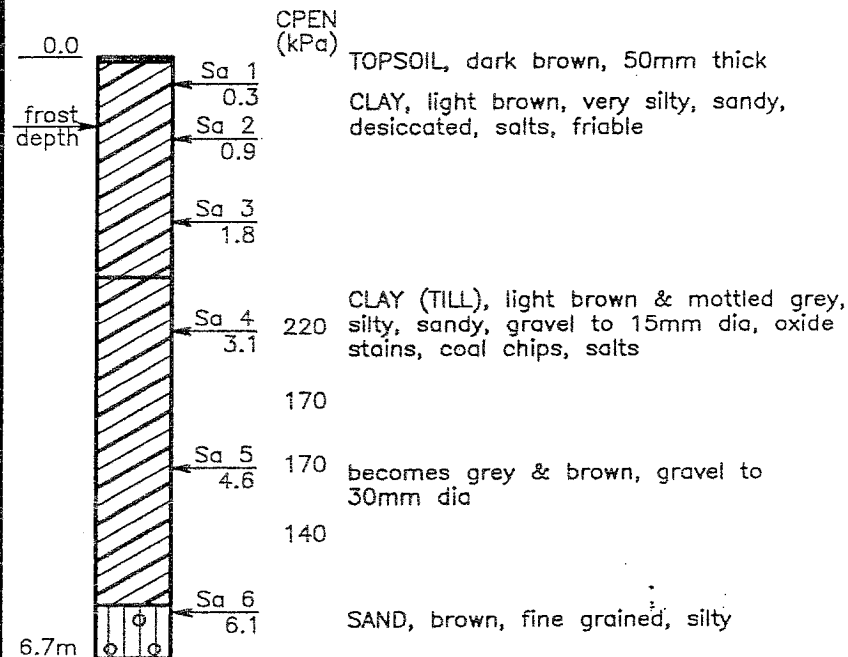 CPEN
(kPa)
0.0
TOPSOIL, dark brown, 50mm thick
Sa 1
0.3
CLAY, light brown, very silty, sandy,
desiccated, salts, friable
frost
depth
Sa 2
0.9
Sa 3
1.8
CLAY (TILL), light brown & mottled grey,
silty, sandy, gravel to 15mm dia, oxide
stains, coal chips, salts
Sa 4
3.1
220
170
Sa 5
4.6
170
becomes grey & brown, gravel to
30mm dia
140
Sa 6
6.1
SAND, brown, fine grained, silty
6.7m